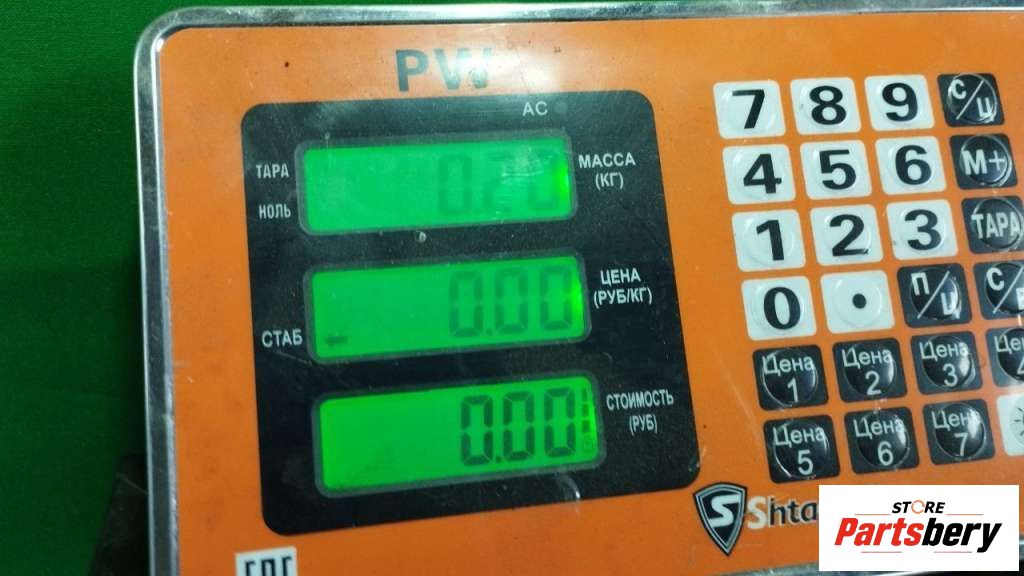 PW
AC
ТАРА
НОЛЬ
0.20
МАССА
(КГ)
СТАБ
0.00
ЦЕНА
(РУБ/КГ)
0.00
СТОИМОСТЬ
(РУБ)
7 8 9 С/Ц
4 5 6 М+
1 2 3 ТАРА
0 . П/Ц
Цена 1 Цена 2 Цена 3
Цена 5 Цена 6 Цена 7
S Shta
STORE
Partsbery